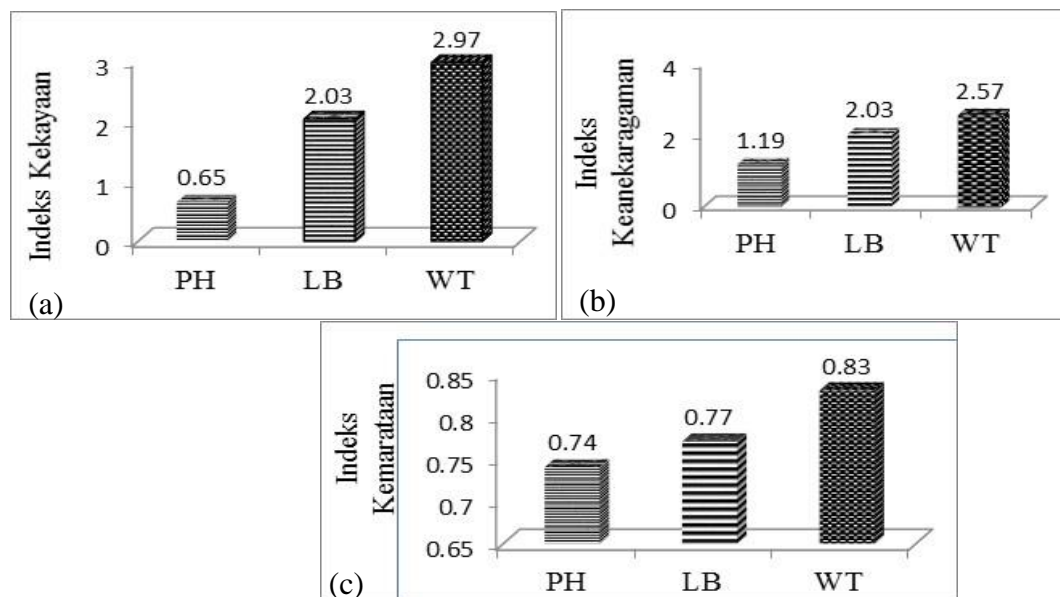 Indeks Kekayaan
3
2
1
0
0.65
2.03
2.97
PH
LB
WT
(a)
Indeks
Keanekaragaman
4
2
0
1.19
2.03
2.57
PH
LB
WT
(b)
Indeks
Kemarataan
0.85
0.8
0.75
0.7
0.65
0.74
0.77
0.83
PH
LB
WT
(c)